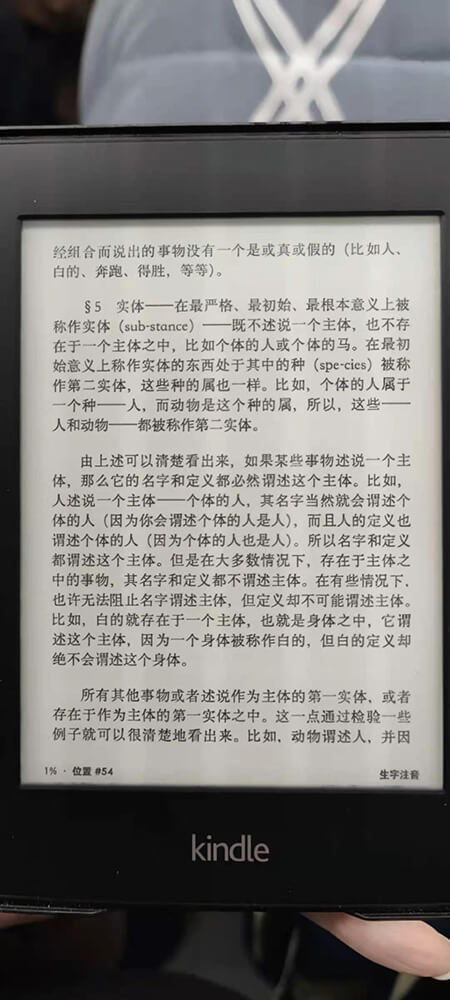 经组合而说出的事物没有一个是或真或假的（比如人、
白的、奔跑、得胜，等等）。
§5 实体——在最严格、最初始、最根本意义上被
称作实体（sub-stance）——既不述说一个主体，也不存
在于一个主体之中，比如个体的人或个体的马。在最初
始意义上称作实体的东西处于其中的种（spe-cies）被称
作第二实体，这些种的属也一样。比如，个体的人属于
一个种——人，而动物是这个种的属，所以，这些——
人和动物——都被称作第二实体。
由上述可以清楚看出来，如果某些事物述说一个主
体，那么它的名字和定义都必然谓述这个主体。比如，
人述说一个主体——个体的人，其名字当然就会谓述个
体的人（因为你会谓述个体的人是人），而且人的定义也
谓述个体的人（因为个体的人也是人）。所以名字和定义
都谓述这个主体。但是在大多数情况下，存在于主体之
中的事物，其名字和定义都不谓述主体。在有些情况下，
也许无法阻止名字谓述主体，但定义却不可能谓述主体。
比如，白的就存在于一个主体，也就是身体之中，它谓
述这个主体，因为一个身体被称作白的，但白的定义却
绝不会谓述这个身体。
所有其他事物或者述说作为主体的第一实体，或者
存在于作为主体的第一实体之中。这一点通过检验一些
例子就可以很清楚地看出来。比如，动物谓述人，并因
1% · 位置 #54 生字注音
kindle